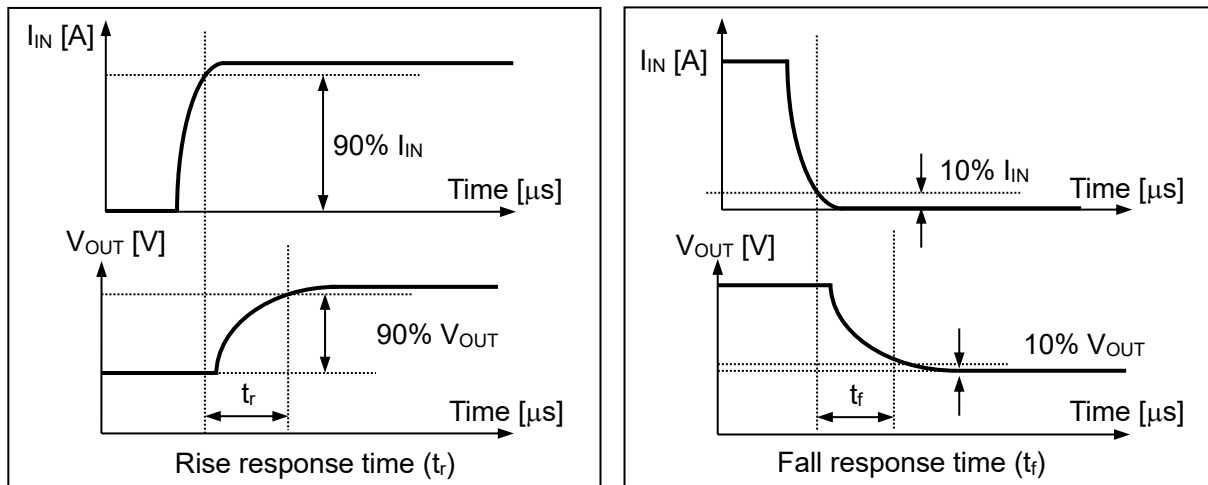 I_IN [A]
90% I_IN
Time [μs]
V_OUT [V]
90% V_OUT
t_r
Time [μs]
Rise response time (t_r)
I_IN [A]
10% I_IN
Time [μs]
V_OUT [V]
10% V_OUT
t_f
Time [μs]
Fall response time (t_f)